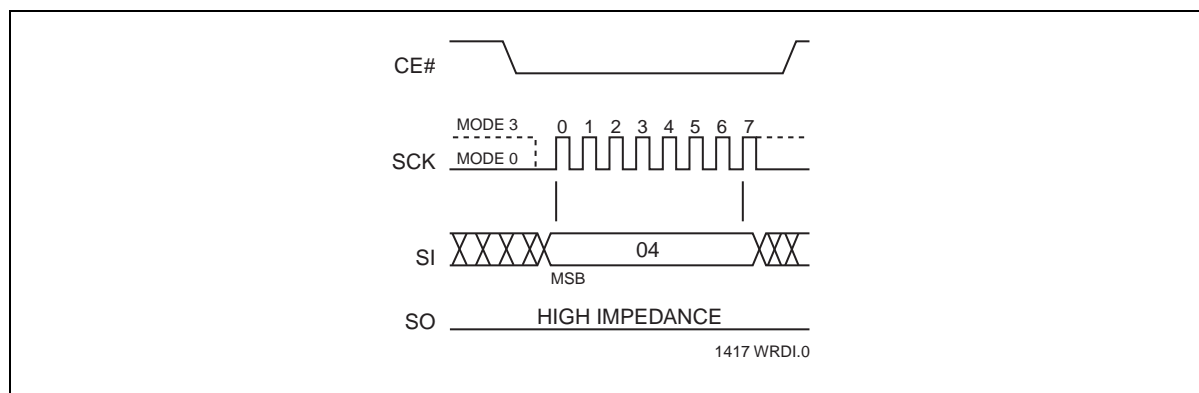 CE#
MODE 3
0 1 2 3 4 5 6 7
SCK
MODE 0
SI
04
MSB
SO
HIGH IMPEDANCE
1417 WRDI.0